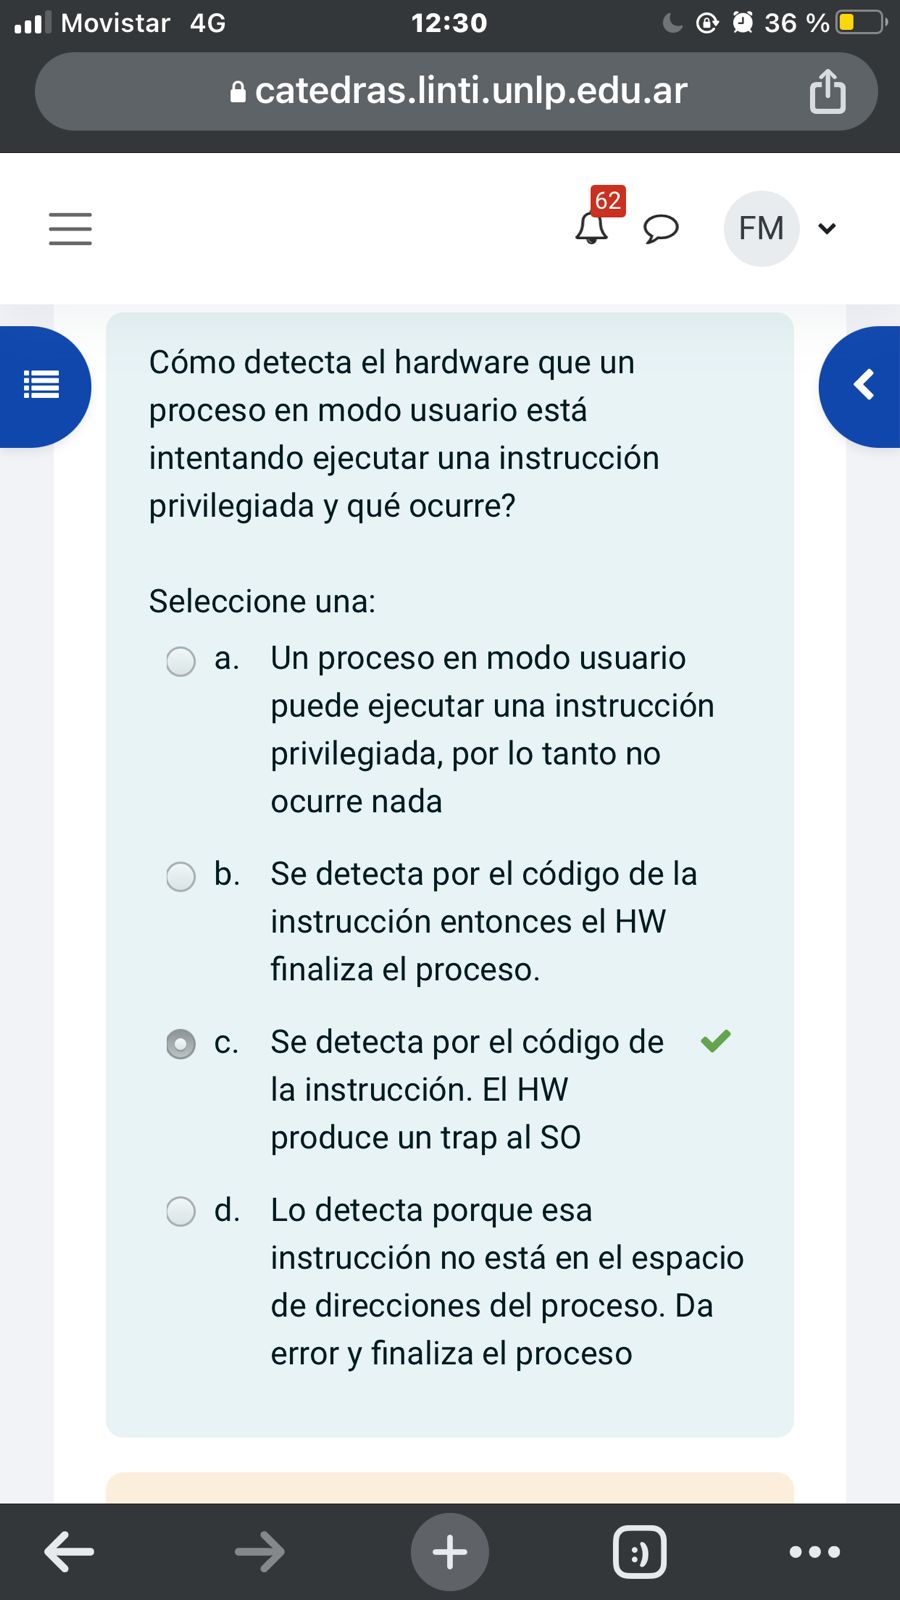 Movistar 4G 12:30 36 %
catedras.linti.unlp.edu.ar
62
FM
Cómo detecta el hardware que un
proceso en modo usuario está
intentando ejecutar una instrucción
privilegiada y qué ocurre?
Seleccione una:
a. Un proceso en modo usuario
puede ejecutar una instrucción
privilegiada, por lo tanto no
ocurre nada
b. Se detecta por el código de la
instrucción entonces el HW
finaliza el proceso.
c. Se detecta por el código de
la instrucción. El HW
produce un trap al SO
d. Lo detecta porque esa
instrucción no está en el espacio
de direcciones del proceso. Da
error y finaliza el proceso
:)